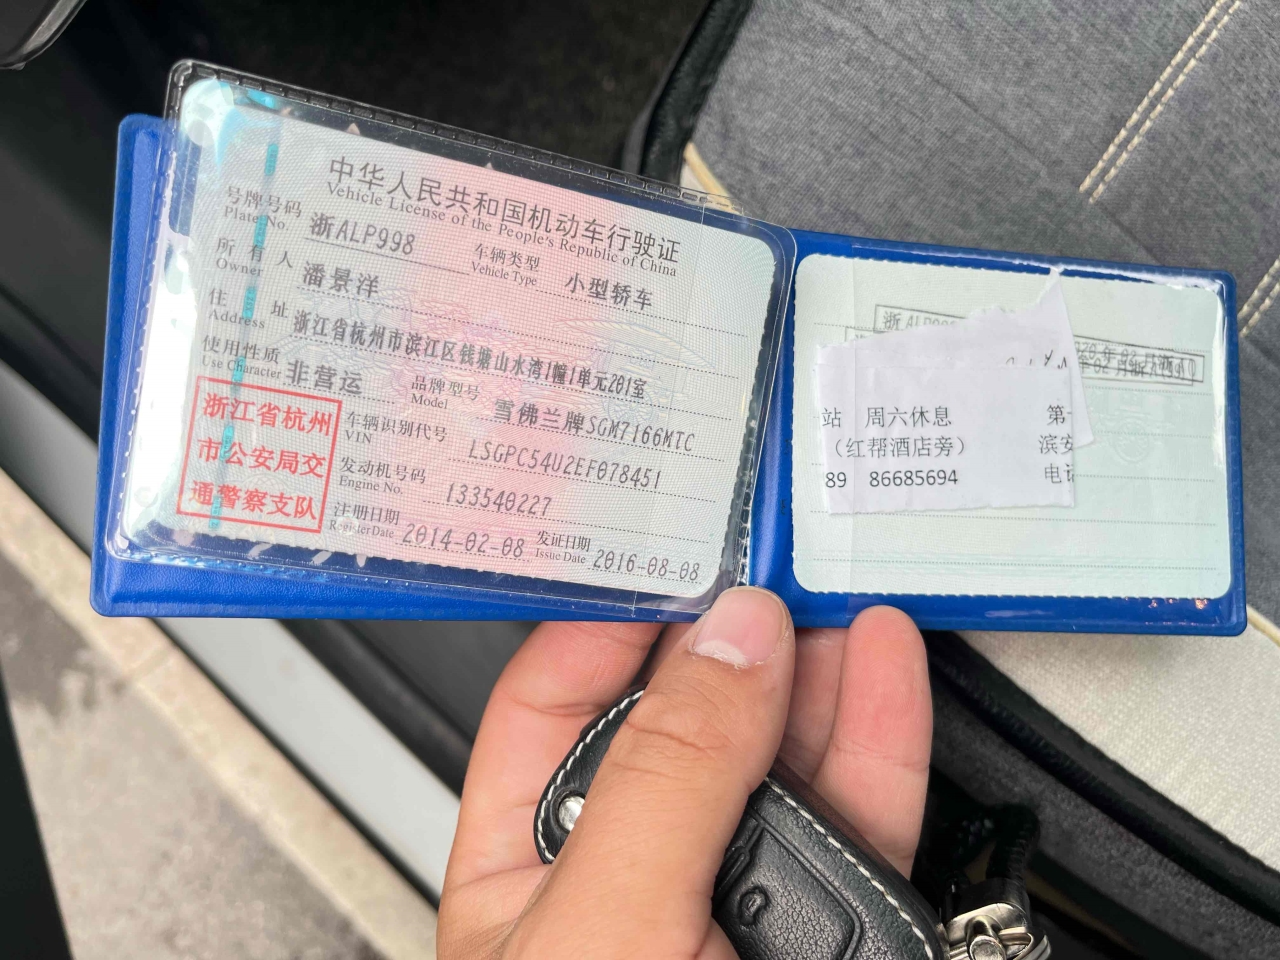 中华人民共和国机动车行驶证
Vehicle License of the People's Republic of China
号牌号码 浙ALP998 车辆类型 小型轿车
Plate No. Vehicle Type
所有人 潘景洋
Owner
住址 浙江省杭州市滨江区钱塘山水湾1幢1单元201室
Address
使用性质 非营运 品牌型号 雪佛兰牌SGM7166MTC
Use Character Model
浙江省杭州
市公安局交
通警察支队
车辆识别代号 LSGPC54U2EF078451
VIN
发动机号码 133540227
Engine No.
注册日期 2014-02-08 发证日期 2016-08-08
Register Date Issue Date
浙ALP99
站 周六休息 第
(红帮酒店旁) 滨安
89 86685694 电